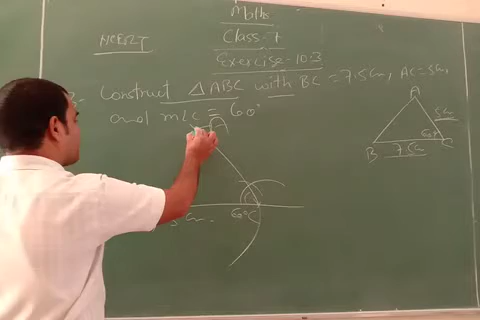 Maths
Class-7
NCERT
Exercise-10.3
Construct △ABC with BC = 7.5cm, AC = 5cm,
and m∠C = 60°
A
5cm
60°
B
7.5cm
C
A
5cm.
60°
C